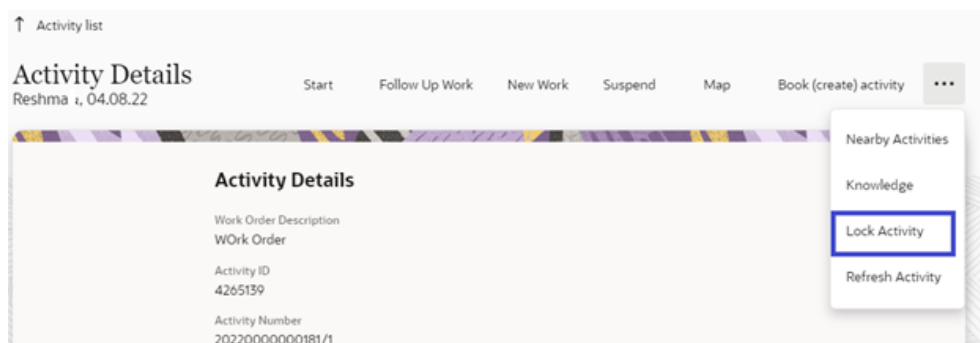 ↑ Activity list
Activity Details
Reshma , 04.08.22
Start Follow Up Work New Work Suspend Map Book (create) activity ...
Nearby Activities
Knowledge
Lock Activity
Refresh Activity
Activity Details
Work Order Description
WOrk Order
Activity ID
4265139
Activity Number
20220000000181/1